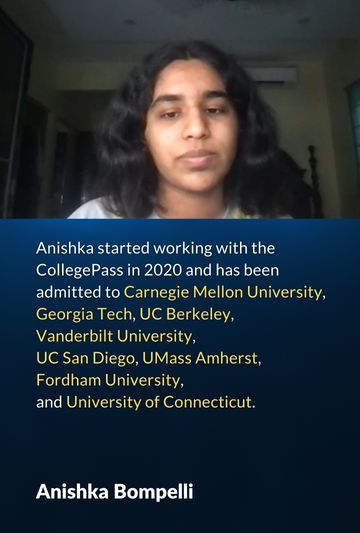 Anishka started working with the
CollegePass in 2020 and has been
admitted to Carnegie Mellon University,
Georgia Tech, UC Berkeley,
Vanderbilt University,
UC San Diego, UMass Amherst,
Fordham University,
and University of Connecticut.
Anishka Bompelli